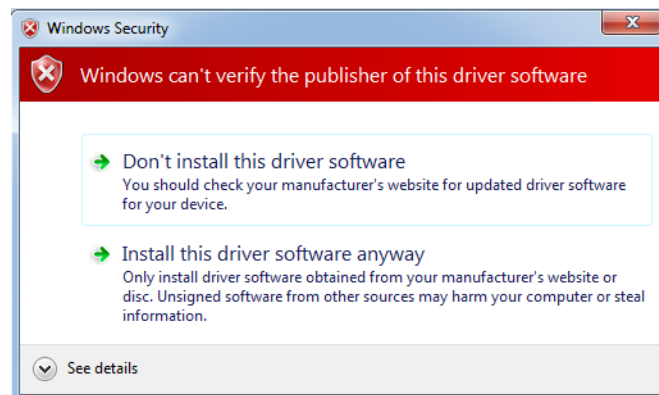 Windows Security
Windows can't verify the publisher of this driver software
Don't install this driver software
You should check your manufacturer's website for updated driver software
for your device.
Install this driver software anyway
Only install driver software obtained from your manufacturer's website or
disc. Unsigned software from other sources may harm your computer or steal
information.
See details